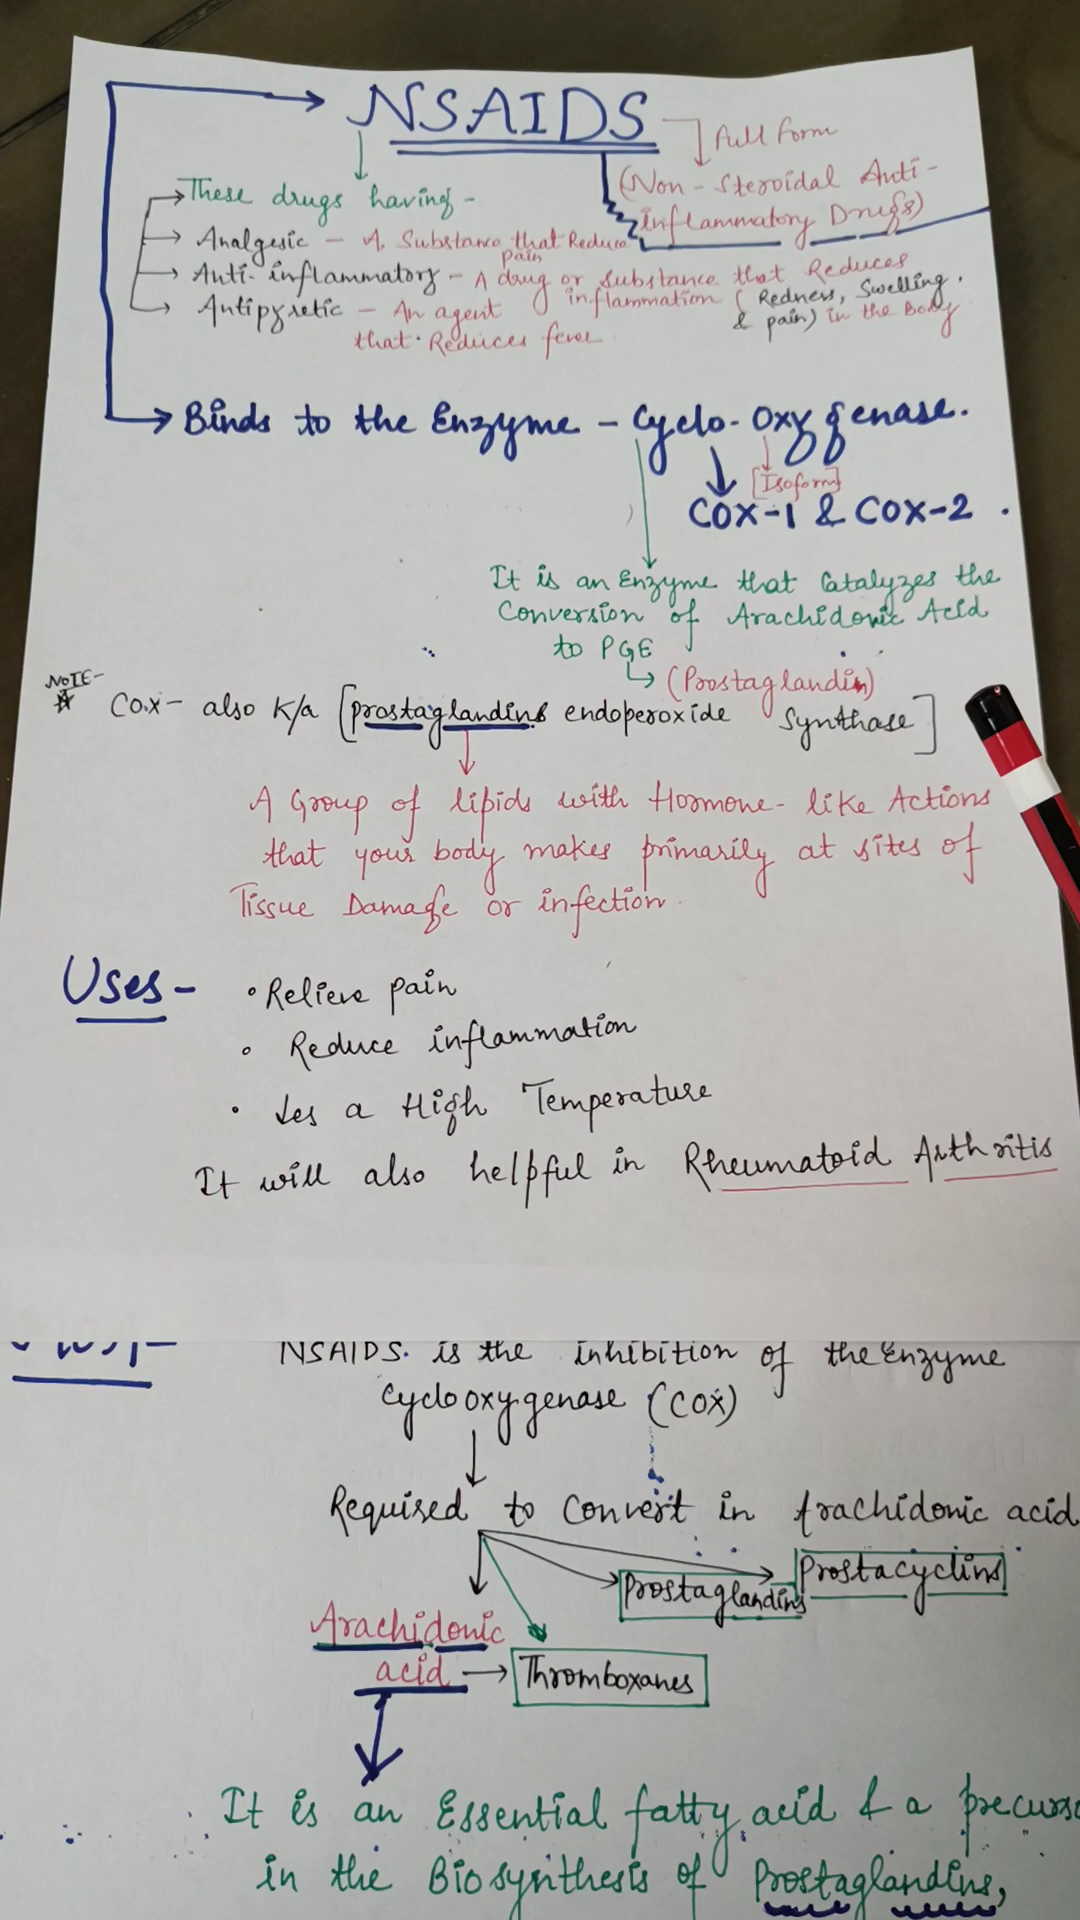 NSAIDS
Full Form
(Non-Steroidal Anti-
inflammatory Drugs)
These drugs having-
Analgesic - A Substance that Reduce
pain
Anti-inflammatory - A drug or Substance that Reduces
inflammation ( Redness, Swelling,
& pain) in the Body
Antipyretic - An agent
that Reduces fever
Binds to the Enzyme - Cyclo-Oxygenase.
[Isoform]
COX-1 & COX-2.
It is an Enzyme that Catalyzes the
Conversion of Arachidonic Acid
to PGE
(Prostaglandin)
NOTE-
Cox- also K/a [prostaglandins endoperoxide Synthase]
A Group of lipids with Hormone-like Actions
that your body makes primarily at sites of
Tissue Damage or infection.
Uses-
• Relieve pain
• Reduce inflammation
• ↓es a High Temperature
It will also helpful in Rheumatoid Arthritis
NSAIDS. is the inhibition of the Enzyme
Cyclooxygenase (COX)
Required to Convert in Arachidonic acid
Prostaglandins
Prostacyclins
Arachidonic
acid → Thromboxanes
It is an Essential fatty acid & a
in the Biosynthesis of Prostaglandins,